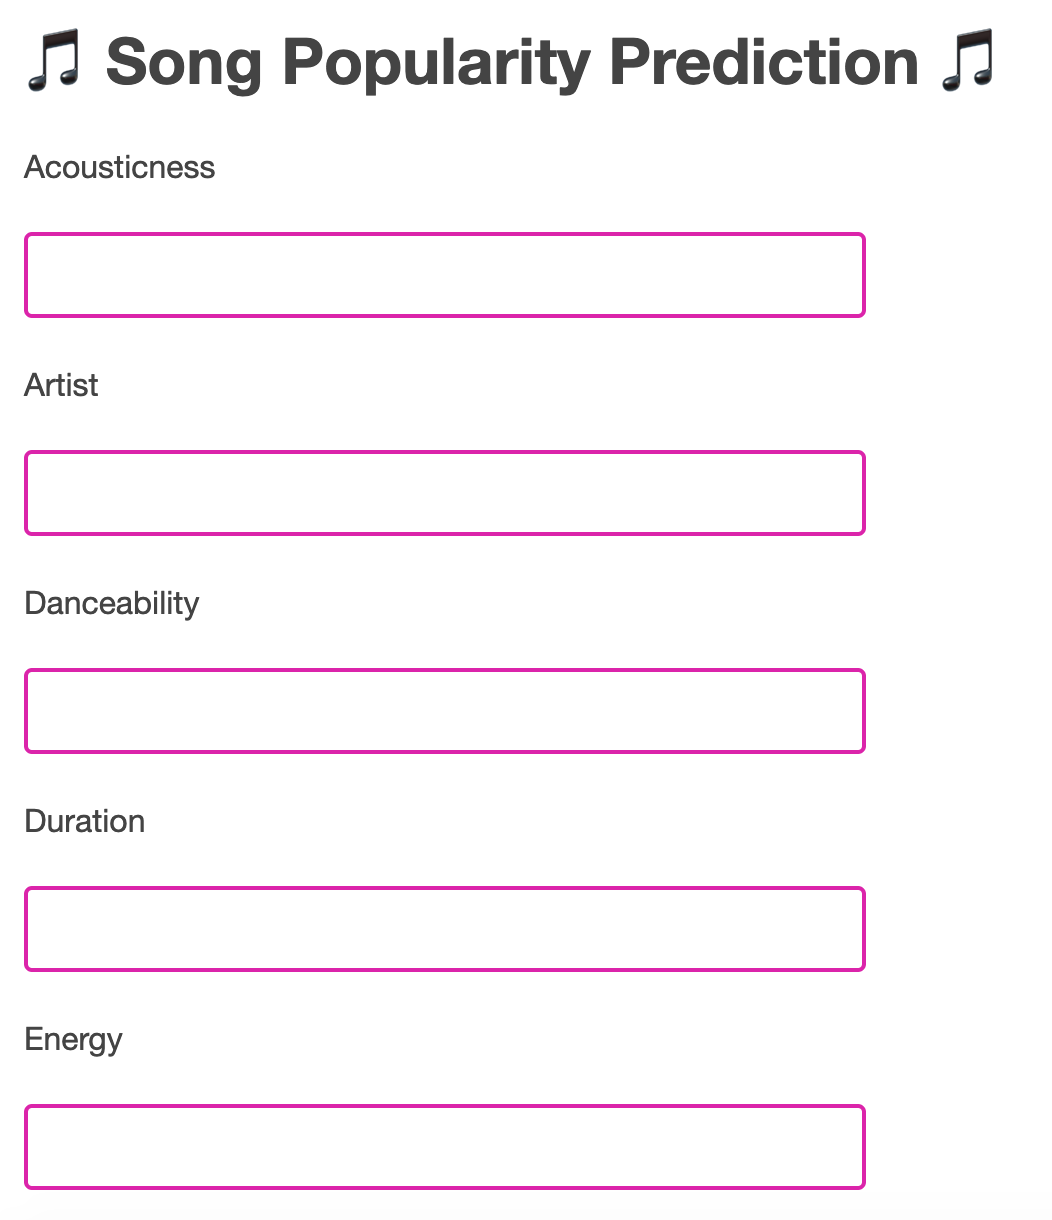 🎵 Song Popularity Prediction 🎵
Acousticness
Artist
Danceability
Duration
Energy